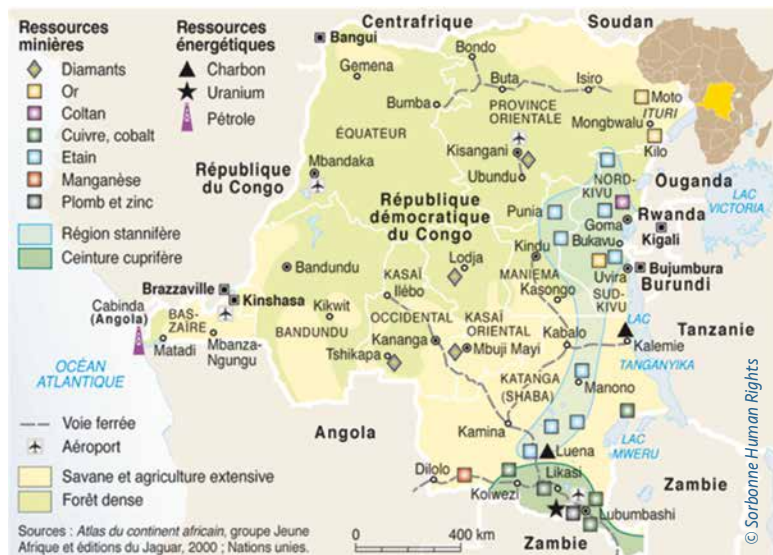 Ressources
minières
Diamants
Or
Coltan
Cuivre, cobalt
Etain
Manganèse
Plomb et zinc
Région stannifère
Ceinture cuprifère
Ressources
énergétiques
Charbon
Uranium
Pétrole
Centrafrique
Soudan
Bangui
Gemena
Bondo
Buta
Isiro
Bumba
PROVINCE
ORIENTALE
Moto
ITURI
Mongbwalu
Kilo
ÉQUATEUR
Kisangani
Mbandaka
Ubundu
République
du Congo
NORD-
KIVU
Ouganda
LAC
VICTORIA
République
démocratique
du Congo
Punia
Goma
Rwanda
Bukavu
Kigali
Kindu
Bandundu
Lodja
MANIEMA
Uvira
Bujumbura
Burundi
SUD-
KIVU
Brazzaville
Kinshasa
KASAÏ
Ilébo
Kasongo
Cabinda
(Angola)
BAS-
ZAÏRE
Kikwit
OCCIDENTAL
KASAÏ
ORIENTAL
LAC
TANGANYIKA
Tanzanie
Matadi
Mbanza-
Ngungu
BANDUNDU
Kananga
Mbuji Mayi
Kabalo
Kalemie
Tshikapa
OCÉAN
ATLANTIQUE
KATANGA
(SHABA)
Manono
Voie ferrée
Aéroport
Angola
Kamina
Luena
LAC
MWERU
Savane et agriculture extensive
Forêt dense
Dilolo
Likasi
Kolwezi
Lubumbashi
Zambie
Zambie
Sources : Atlas du continent africain, groupe Jeune
Afrique et éditions du Jaguar, 2000 ; Nations unies.
0 400 km
© Sorbonne Human Rights